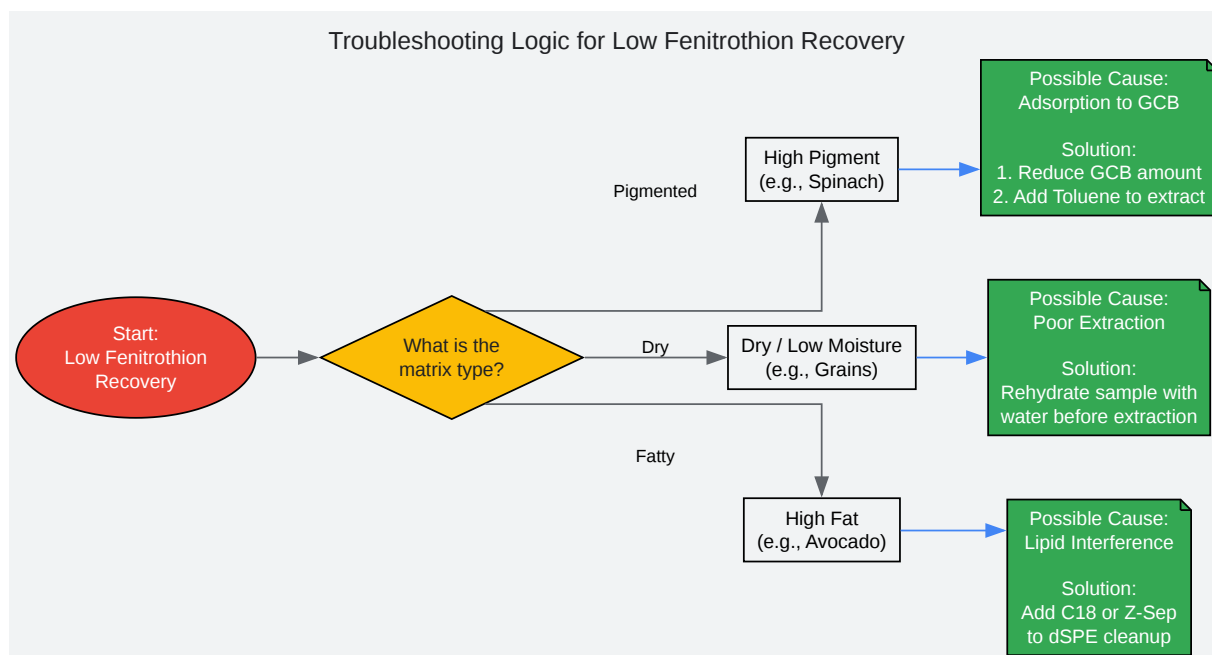 Troubleshooting Logic for Low Fenitrothion Recovery
Start:
Low Fenitrothion
Recovery
What is the
matrix type?
Pigmented
High Pigment
(e.g., Spinach)
Possible Cause:
Adsorption to GCB
Solution:
1. Reduce GCB amount
2. Add Toluene to extract
Dry
Dry / Low Moisture
(e.g., Grains)
Possible Cause:
Poor Extraction
Solution:
Rehydrate sample with
water before extraction
Fatty
High Fat
(e.g., Avocado)
Possible Cause:
Lipid Interference
Solution:
Add C18 or Z-Sep
to dSPE cleanup